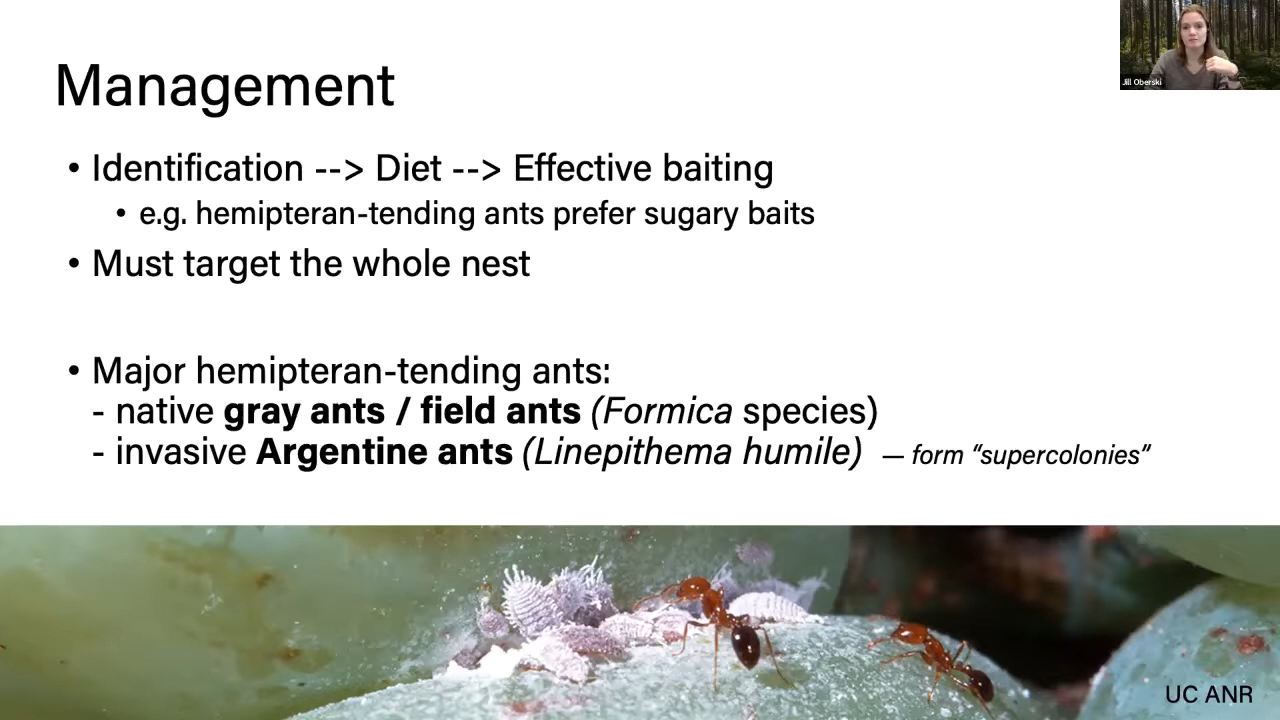 Jill Oberski
Management
• Identification --> Diet --> Effective baiting
• e.g. hemipteran-tending ants prefer sugary baits
• Must target the whole nest
• Major hemipteran-tending ants:
- native gray ants / field ants (Formica species)
- invasive Argentine ants (Linepithema humile) — form “supercolonies”
UC ANR